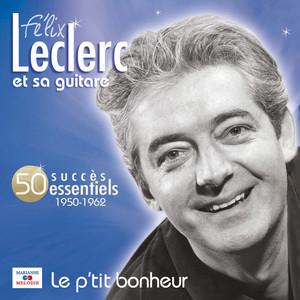 Félix
Leclerc
et sa guitare
50 succès
essentiels
1950-1962
MARIANNE
MELODIE
Le p'tit bonheur